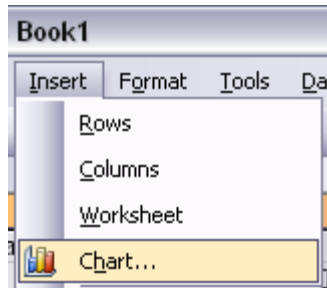 Book1
Insert Format Tools Da
Rows
Columns
Worksheet
Chart...